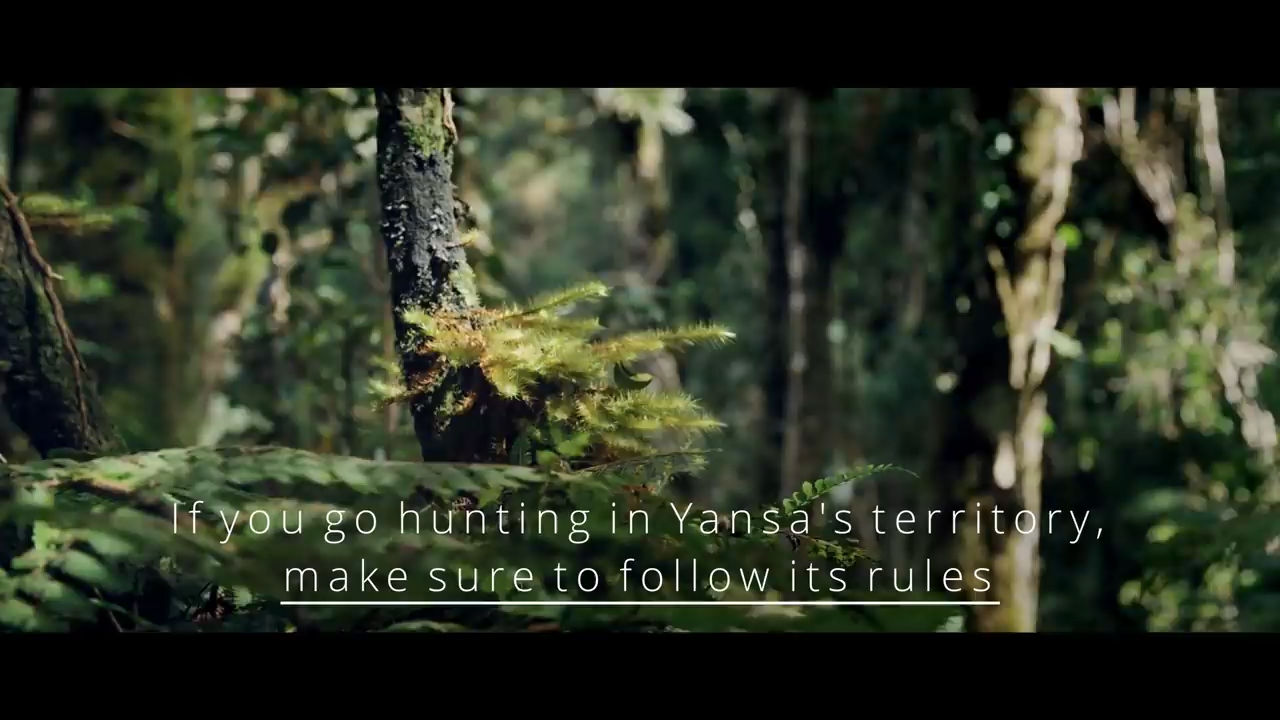 If you go hunting in Yansa's territory,
make sure to follow its rules